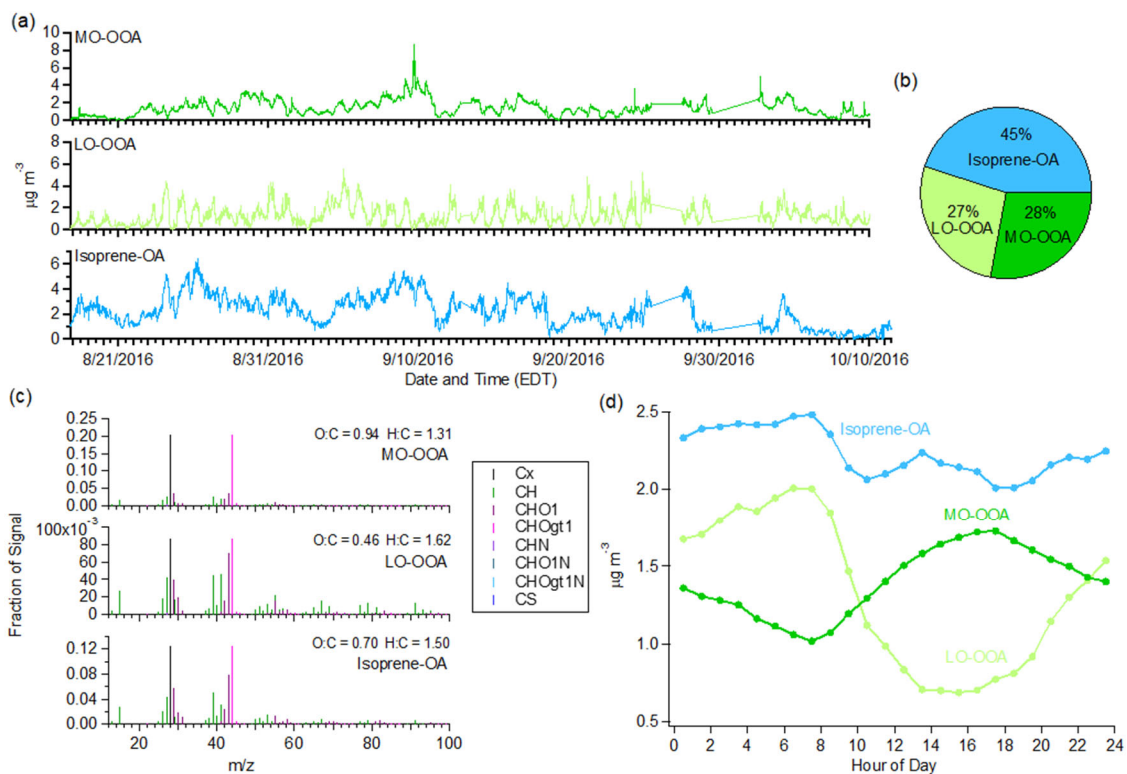 (a)
MO-OOA
10
8
6
4
2
0
LO-OOA
8
6
4
2
0
µg m⁻³
Isoprene-OA
6
4
2
0
8/21/2016 8/31/2016 9/10/2016 9/20/2016 9/30/2016 10/10/2016
Date and Time (EDT)
(b)
45%
Isoprene-OA
27%
LO-OOA
28%
MO-OOA
(c)
0.25
0.20
0.15
0.10
0.05
0.00
O:C = 0.94 H:C = 1.31
MO-OOA
100x10⁻³
80
60
40
20
0
O:C = 0.46 H:C = 1.62
LO-OOA
0.12
0.08
0.04
0.00
O:C = 0.70 H:C = 1.50
Isoprene-OA
Fraction of Signal
20 40 60 80 100
m/z
Cx
CH
CHO1
CHOgt1
CHN
CHO1N
CHOgt1N
CS
(d)
2.5
2.0
1.5
1.0
0.5
µg m⁻³
Isoprene-OA
MO-OOA
LO-OOA
0 2 4 6 8 10 12 14 16 18 20 22 24
Hour of Day